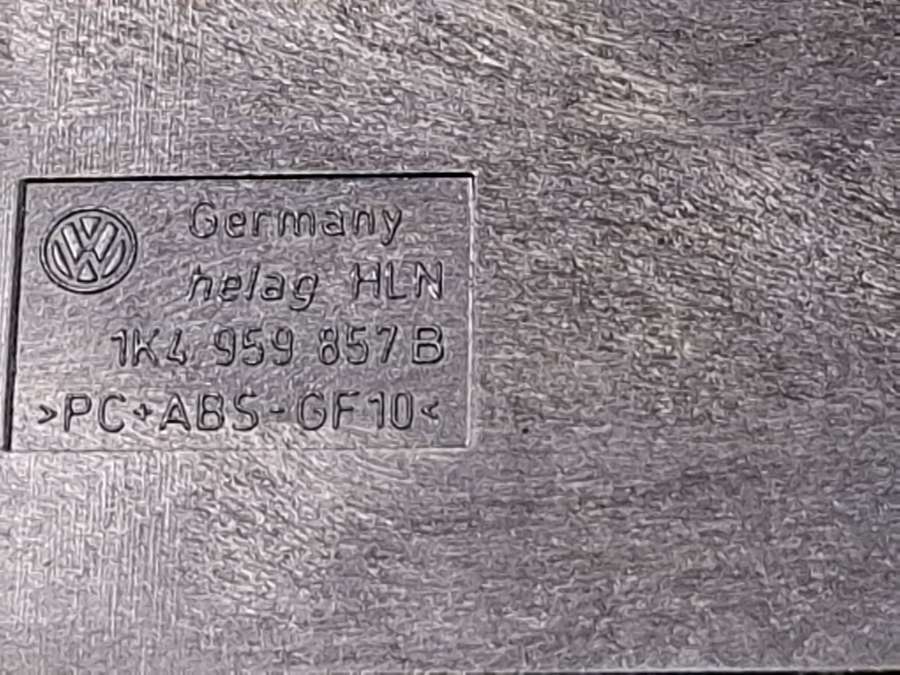 Germany
helag HLN
1K4 959 857 B
>PC+ABS-GF10<